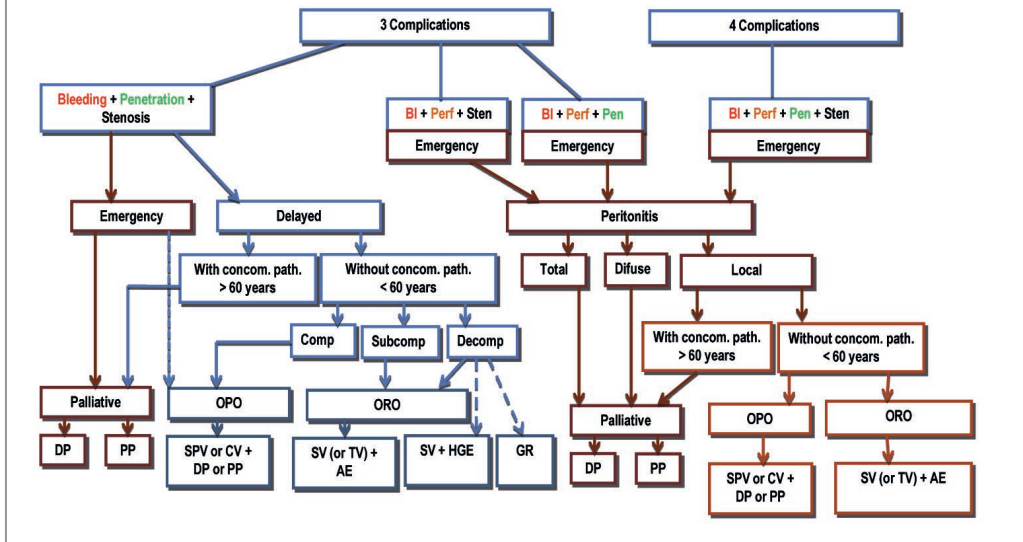 3 Complications
4 Complications
Bleeding + Penetration +
Stenosis
Bl + Perf + Sten
Emergency
Bl + Perf + Pen
Emergency
Bl + Perf + Pen + Sten
Emergency
Emergency
Delayed
Peritonitis
With concom. path.
> 60 years
Without concom. path.
< 60 years
Total
Difuse
Local
Comp
Subcomp
Decomp
With concom. path.
> 60 years
Without concom. path.
< 60 years
Palliative
OPO
ORO
Palliative
OPO
ORO
DP
PP
SPV or CV +
DP or PP
SV (or TV) +
AE
SV + HGE
GR
DP
PP
SPV or CV +
DP or PP
SV (or TV) + AE